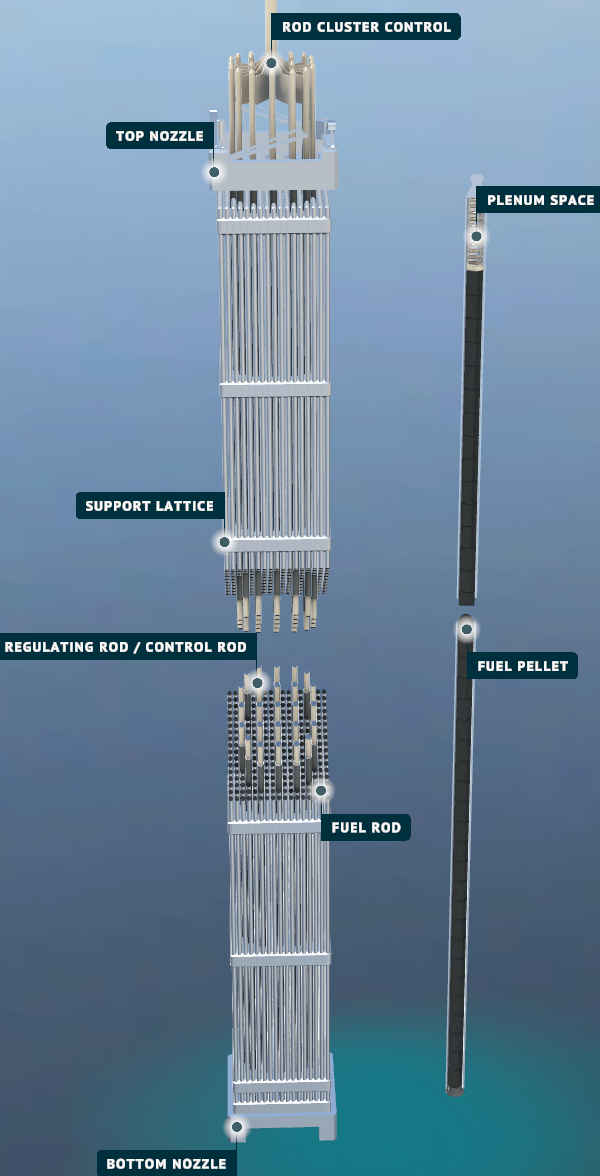 ROD CLUSTER CONTROL
TOP NOZZLE
PLENUM SPACE
SUPPORT LATTICE
REGULATING ROD / CONTROL ROD
FUEL PELLET
FUEL ROD
BOTTOM NOZZLE